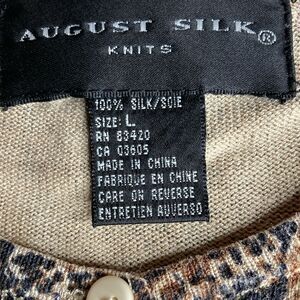 AUGUST SILK®
KNITS
100% SILK/SOIE
SIZE: L
RN 83420
CA 03605
MADE IN CHINA
FABRIQUE EN CHINE
CARE ON REVERSE
ENTRETIEN AUVERSO